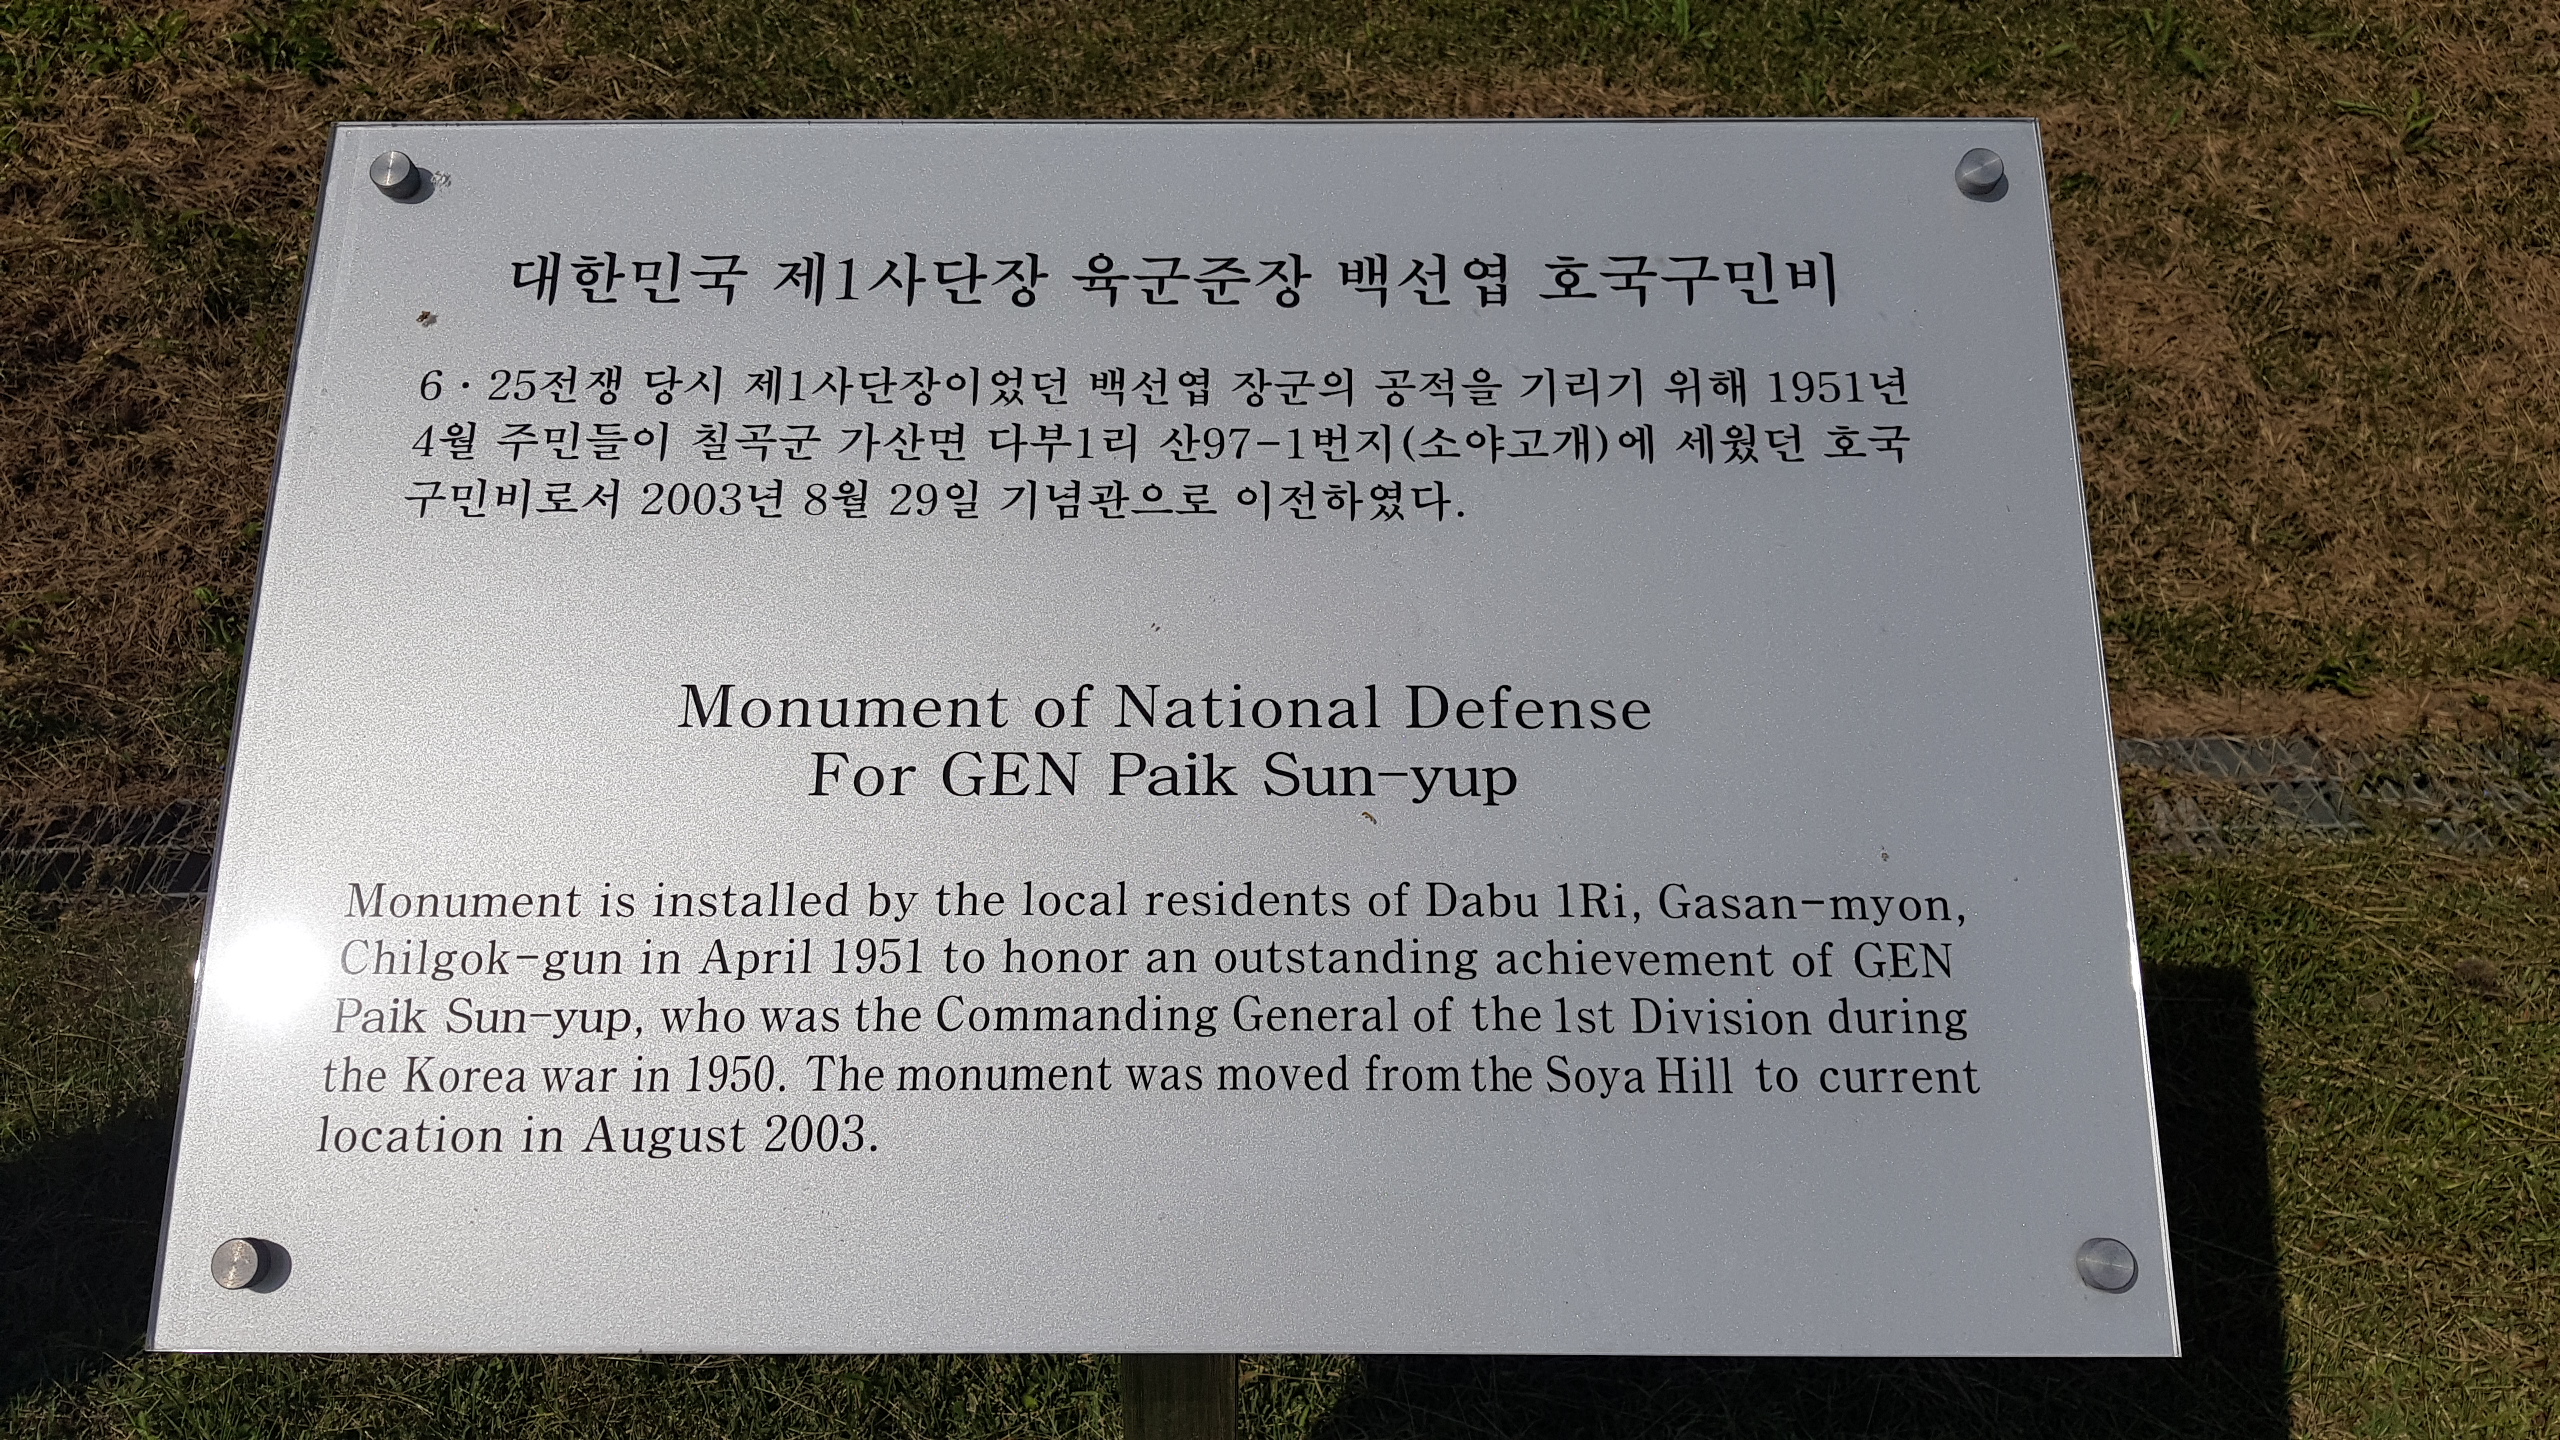 대한민국 제1사단장 육군준장 백선엽 호국구민비
6·25전쟁 당시 제1사단장이었던 백선엽 장군의 공적을 기리기 위해 1951년
4월 주민들이 칠곡군 가산면 다부1리 산97-1번지(소야고개)에 세웠던 호국
구민비로서 2003년 8월 29일 기념관으로 이전하였다.
Monument of National Defense
For GEN Paik Sun-yup
Monument is installed by the local residents of Dabu 1Ri, Gasan-myon,
Chilgok-gun in April 1951 to honor an outstanding achievement of GEN
Paik Sun-yup, who was the Commanding General of the 1st Division during
the Korea war in 1950. The monument was moved from the Soya Hill to current
location in August 2003.